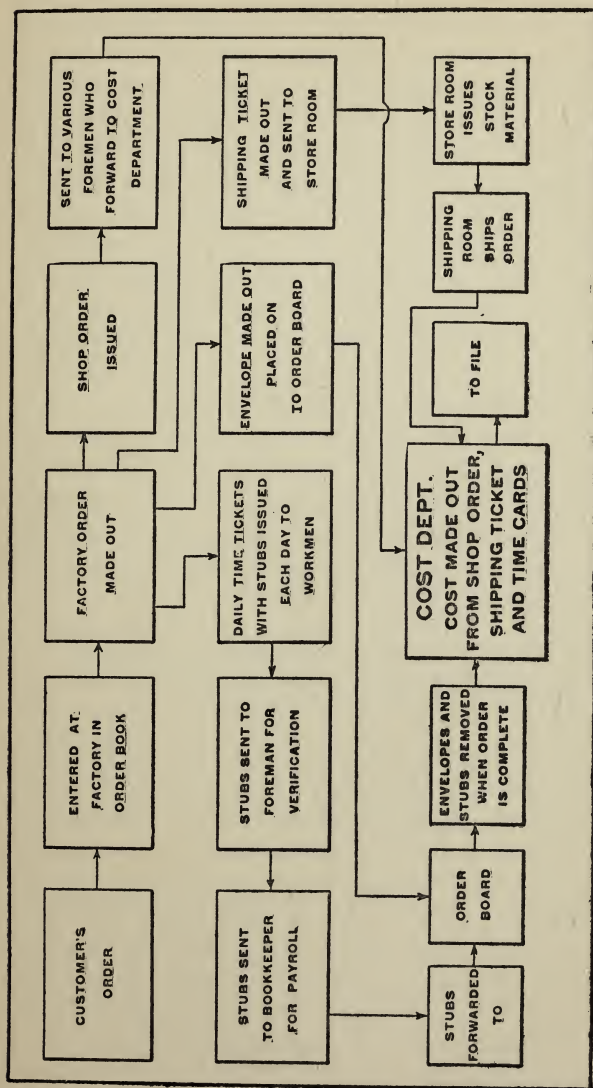 CUSTOMER'S
ORDER
ENTERED AT
FACTORY IN
ORDER BOOK
FACTORY ORDER
MADE OUT
SHOP ORDER
ISSUED
SENT TO VARIOUS
FOREMEN WHO
FORWARD TO COST
DEPARTMENT
STUBS SENT
TO BOOKKEEPER
FOR PAYROLL
STUBS SENT TO
FOREMAN FOR
VERIFICATION
DAILY TIME TICKETS
WITH STUBS ISSUED
EACH DAY TO
WORKMEN
ENVELOPE MADE OUT
PLACED ON
TO ORDER BOARD
SHIPPING TICKET
MADE OUT
AND SENT TO
STORE ROOM
STUBS
FORWARDED
TO
ORDER
BOARD
ENVELOPES AND
STUBS REMOVED
WHEN ORDER
IS COMPLETE
COST DEPT.
COST MADE OUT
FROM SHOP ORDER,
SHIPPING TICKET
AND TIME CARDS
TO FILE
SHIPPING
ROOM
SHIPS
ORDER
STORE ROOM
ISSUES
STOCK
MATERIAL